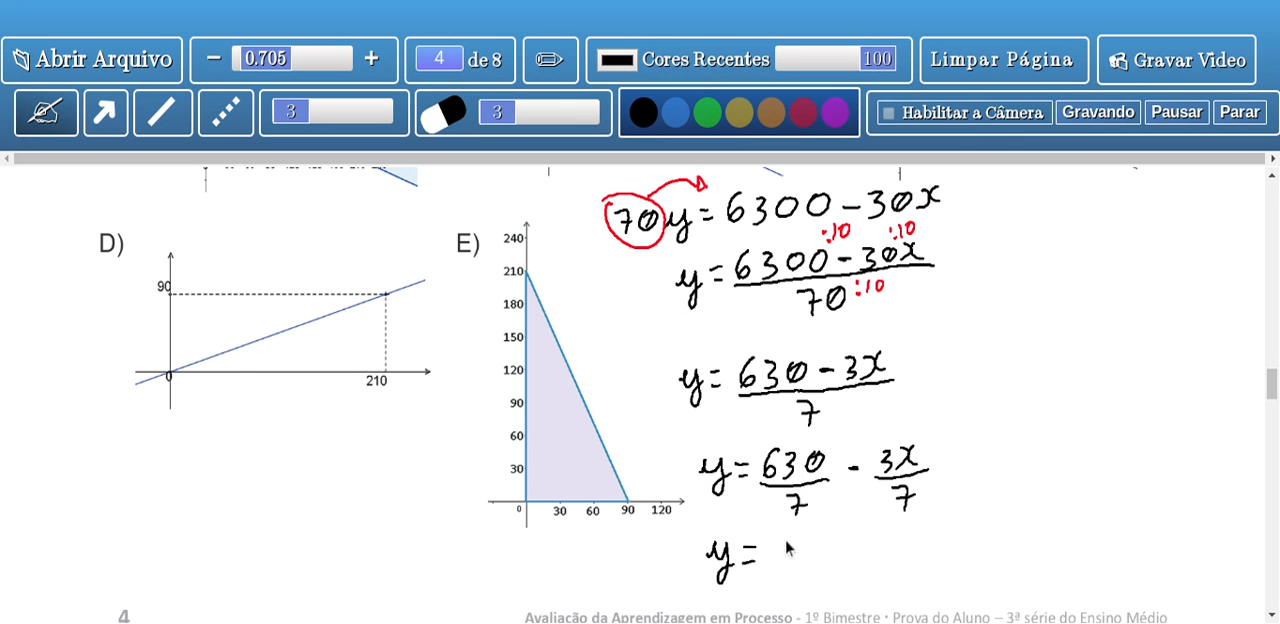 Abrir Arquivo − 0.705 + 4 de 8 Cores Recentes 100 Limpar Página Gravar Video
3 3 Habilitar a Câmera Gravando Pausar Parar
D)
90
0
210
E)
240
210
180
150
120
90
60
30
0 30 60 90 120
70y = 6300 - 30x
:10 :10
y = 6300 - 30x
70 :10
y = 630 - 3x
7
y = 630 - 3x
7 7
y =
4
Avaliação da Aprendizagem em Processo - 1º Bimestre · Prova do Aluno – 3ª série do Ensino Médio